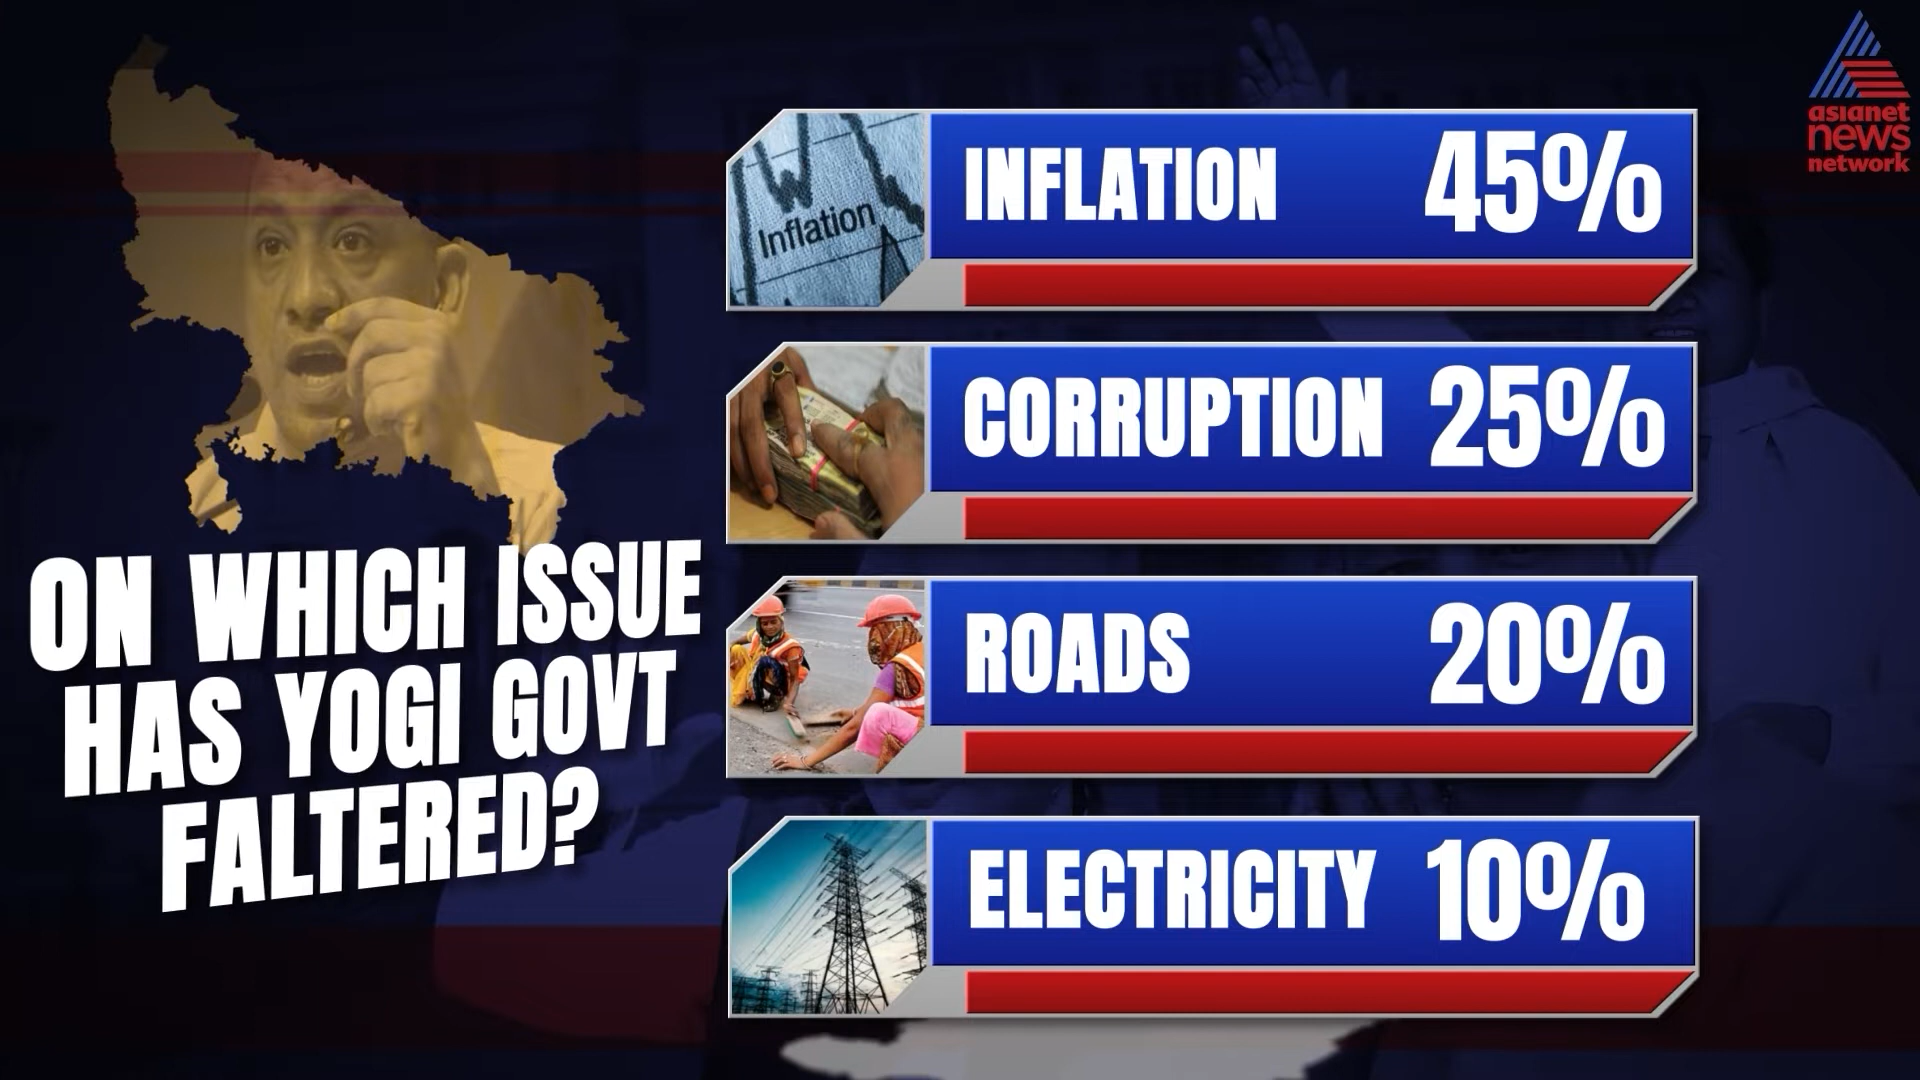 asianet
news
network
Inflation
INFLATION 45%
CORRUPTION 25%
ROADS 20%
ELECTRICITY 10%
ON WHICH ISSUE
HAS YOGI GOVT
FALTERED?